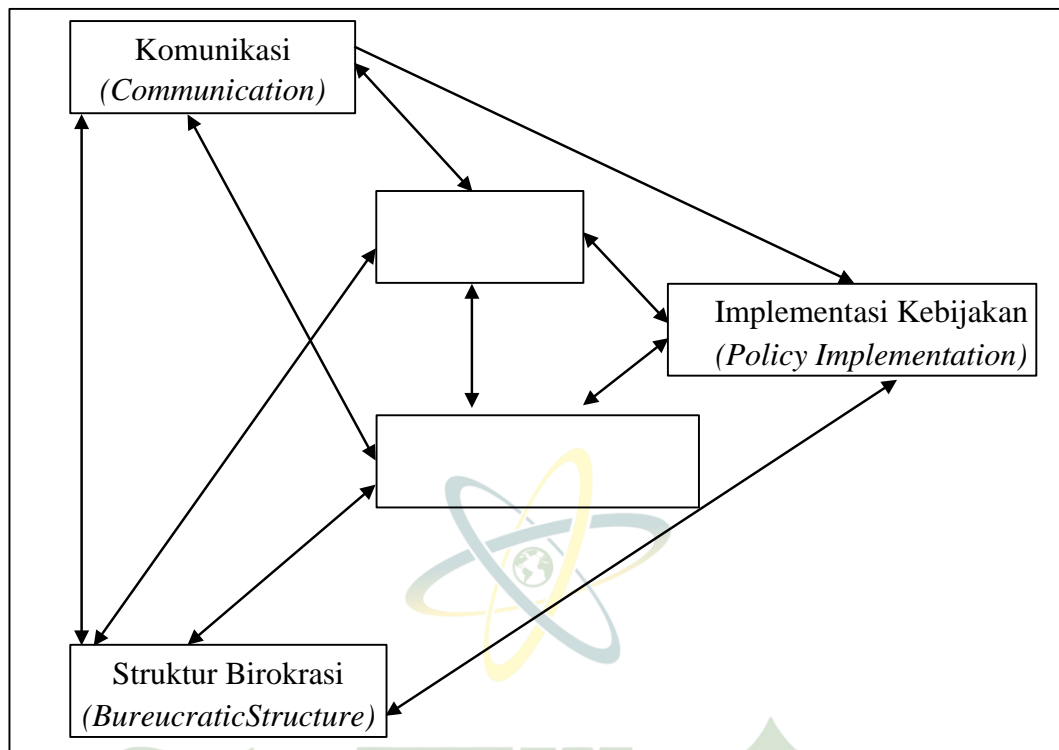 Komunikasi
(Communication)
Implementasi Kebijakan
(Policy Implementation)
Struktur Birokrasi
(BureucraticStructure)